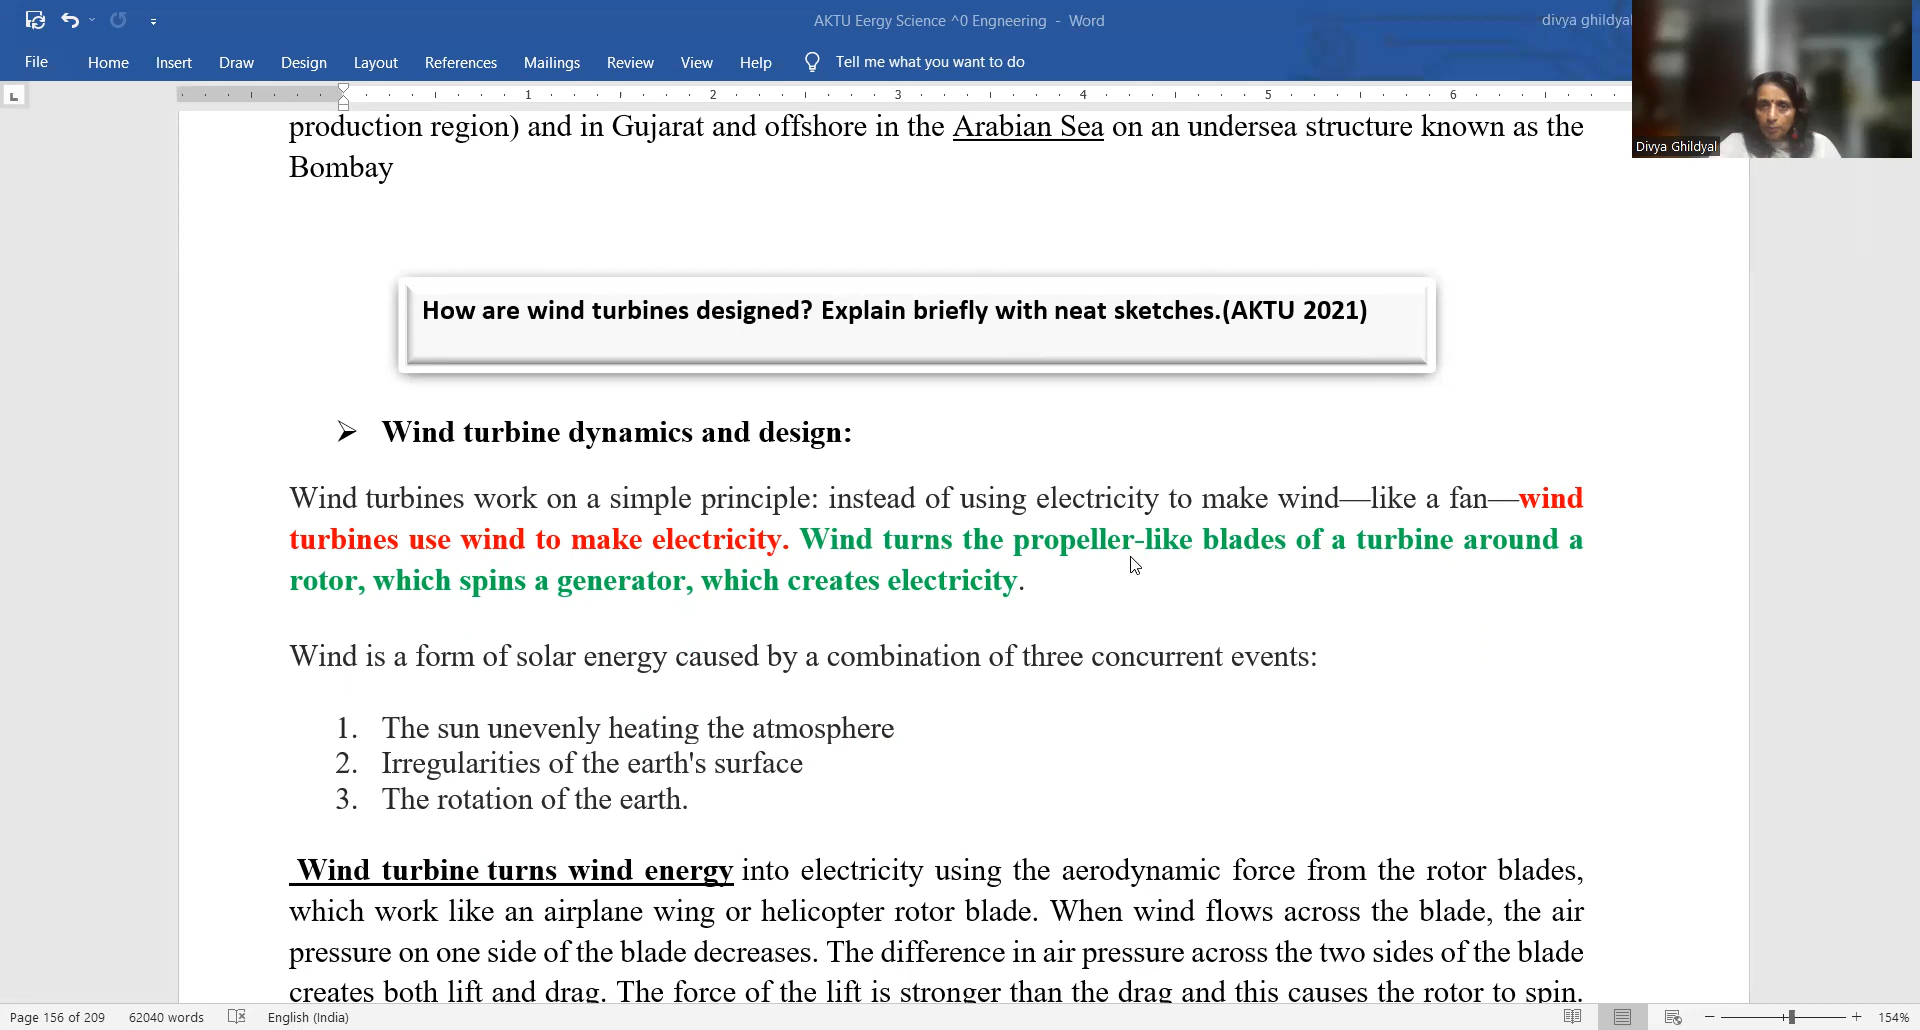 AKTU Eergy Science ^0 Engneering - Word
divya ghildyal
File Home Insert Draw Design Layout References Mailings Review View Help Tell me what you want to do
1 2 3 4 5 6
Divya Ghildyal
production region) and in Gujarat and offshore in the Arabian Sea on an undersea structure known as the
Bombay
How are wind turbines designed? Explain briefly with neat sketches.(AKTU 2021)
➢ Wind turbine dynamics and design:
Wind turbines work on a simple principle: instead of using electricity to make wind—like a fan—wind
turbines use wind to make electricity. Wind turns the propeller-like blades of a turbine around a
rotor, which spins a generator, which creates electricity.
Wind is a form of solar energy caused by a combination of three concurrent events:
1. The sun unevenly heating the atmosphere
2. Irregularities of the earth's surface
3. The rotation of the earth.
Wind turbine turns wind energy into electricity using the aerodynamic force from the rotor blades,
which work like an airplane wing or helicopter rotor blade. When wind flows across the blade, the air
pressure on one side of the blade decreases. The difference in air pressure across the two sides of the blade
creates both lift and drag. The force of the lift is stronger than the drag and this causes the rotor to spin.
Page 156 of 209 62040 words English (India) 154%